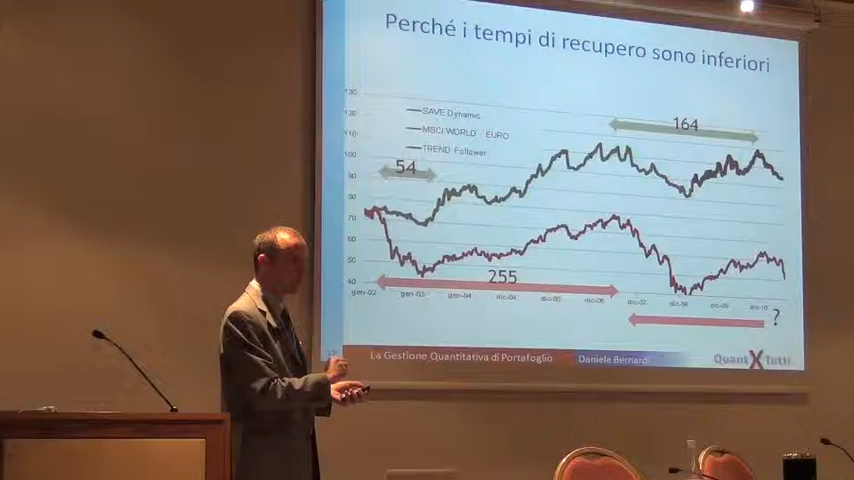 Perché i tempi di recupero sono inferiori
130
120
110
100
90
80
70
60
50
40
SAVE Dynamic
MSCI WORLD - EURO
TREND Follower
164
54
255
gen-02
gen-03
gen-04
dic-04
dic-05
dic-06
dic-07
dic-08
dic-09
dic-10
?
La Gestione Quantitativa di Portafoglio
Daniele Bernardi
Quant X Tutti